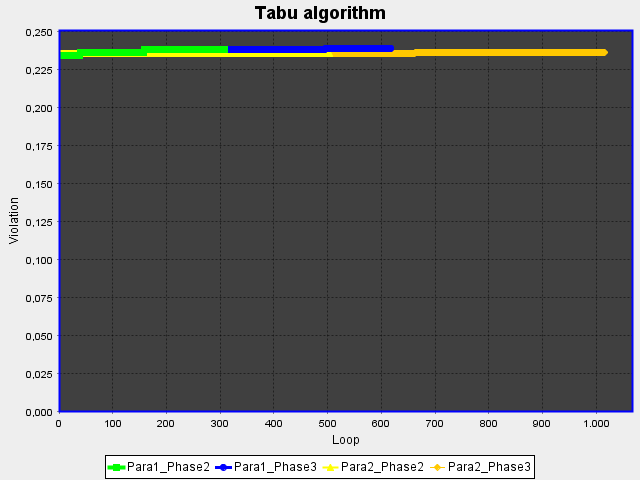 Tabu algorithm
0,250
0,225
0,200
0,175
0,150
0,125
0,100
0,075
0,050
0,025
0,000
Violation
0 100 200 300 400 500 600 700 800 900 1.000
Loop
Para1_Phase2 Para1_Phase3 Para2_Phase2 Para2_Phase3